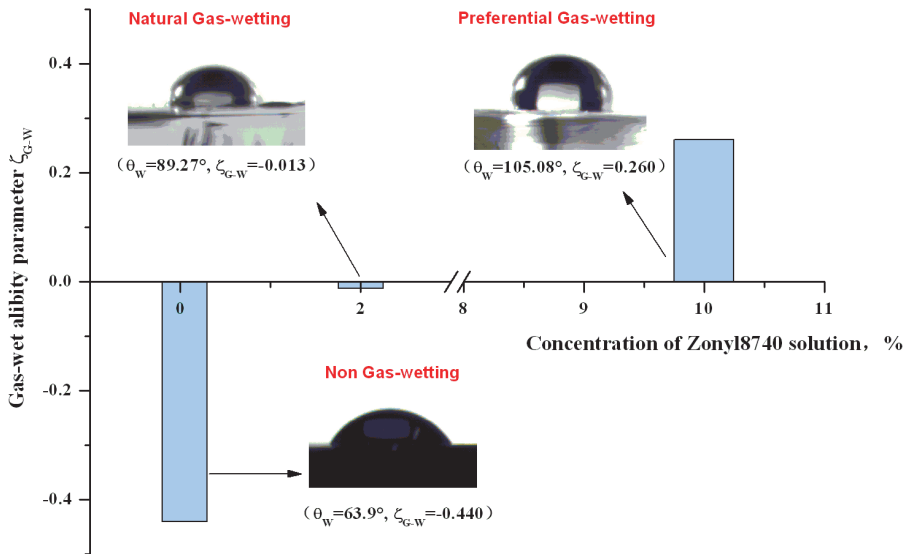 Natural Gas-wetting
Preferential Gas-wetting
0.4
(θW=89.27°, ζG-W=-0.013)
(θW=105.08°, ζG-W=0.260)
0.2
Gas-wet alibity parameter ζG-W
0.0
0 2 8 9 10 11
Concentration of Zonyl8740 solution, %
-0.2
Non Gas-wetting
-0.4
(θW=63.9°, ζG-W=-0.440)